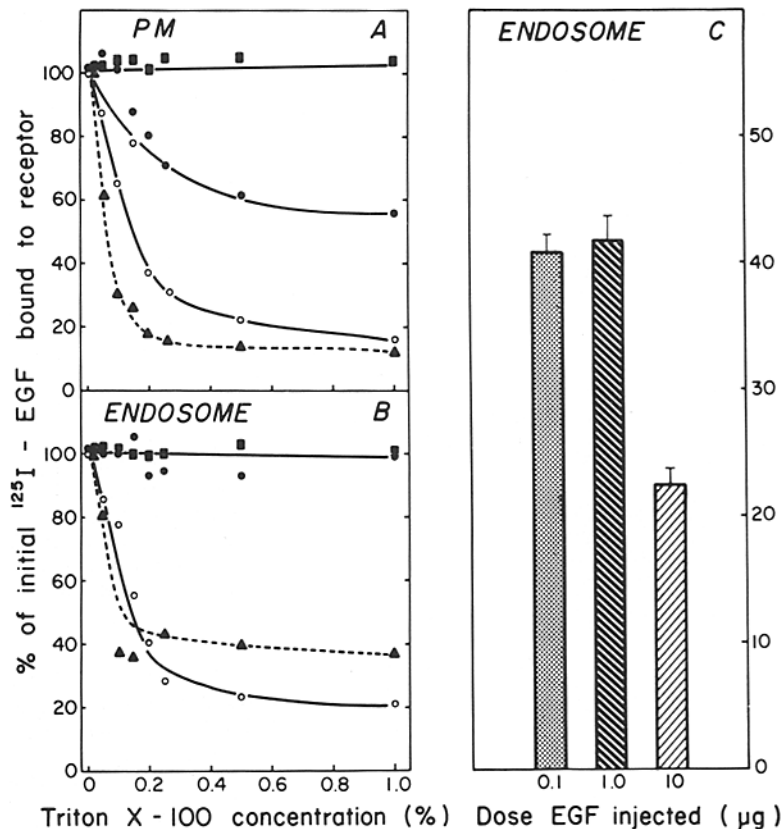 PM A
100
80
60
40
20
0
ENDOSOME B
100
80
60
40
20
0
0 0.2 0.4 0.6 0.8 1.0
Triton X-100 concentration (%)
% of initial ¹²⁵I - EGF bound to receptor
ENDOSOME C
50
40
30
20
10
0
0.1 1.0 10
Dose EGF injected (μg)